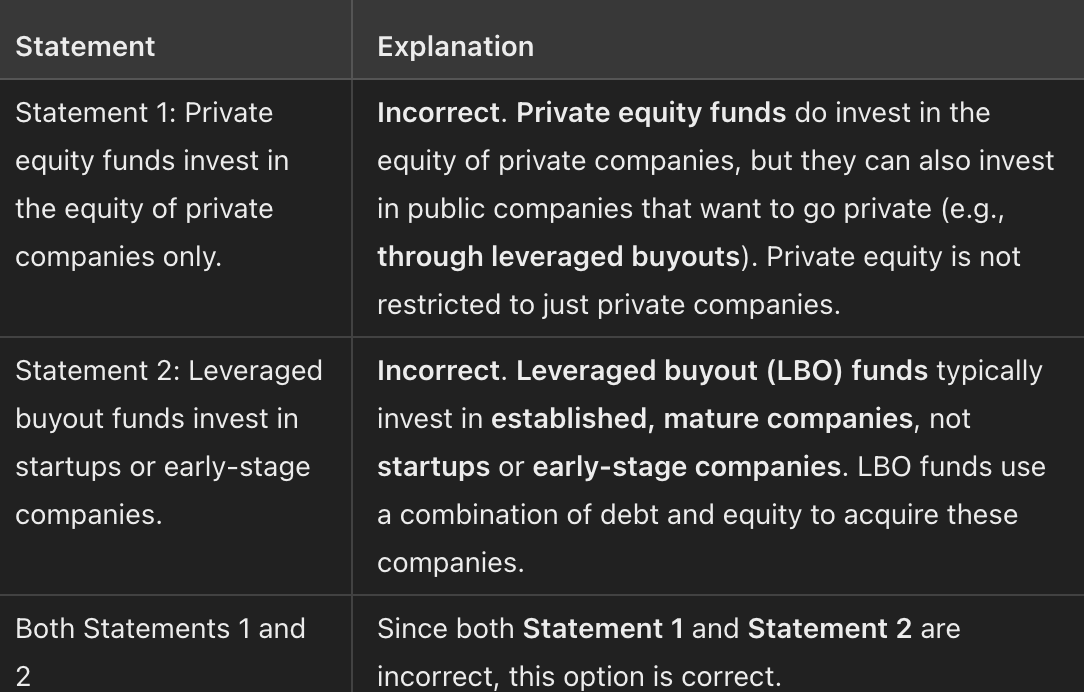 Statement
Explanation
Statement 1: Private
equity funds invest in
the equity of private
companies only.
Incorrect. Private equity funds do invest in the
equity of private companies, but they can also invest
in public companies that want to go private (e.g.,
through leveraged buyouts). Private equity is not
restricted to just private companies.
Statement 2: Leveraged
buyout funds invest in
startups or early-stage
companies.
Incorrect. Leveraged buyout (LBO) funds typically
invest in established, mature companies, not
startups or early-stage companies. LBO funds use
a combination of debt and equity to acquire these
companies.
Both Statements 1 and
2
Since both Statement 1 and Statement 2 are
incorrect, this option is correct.